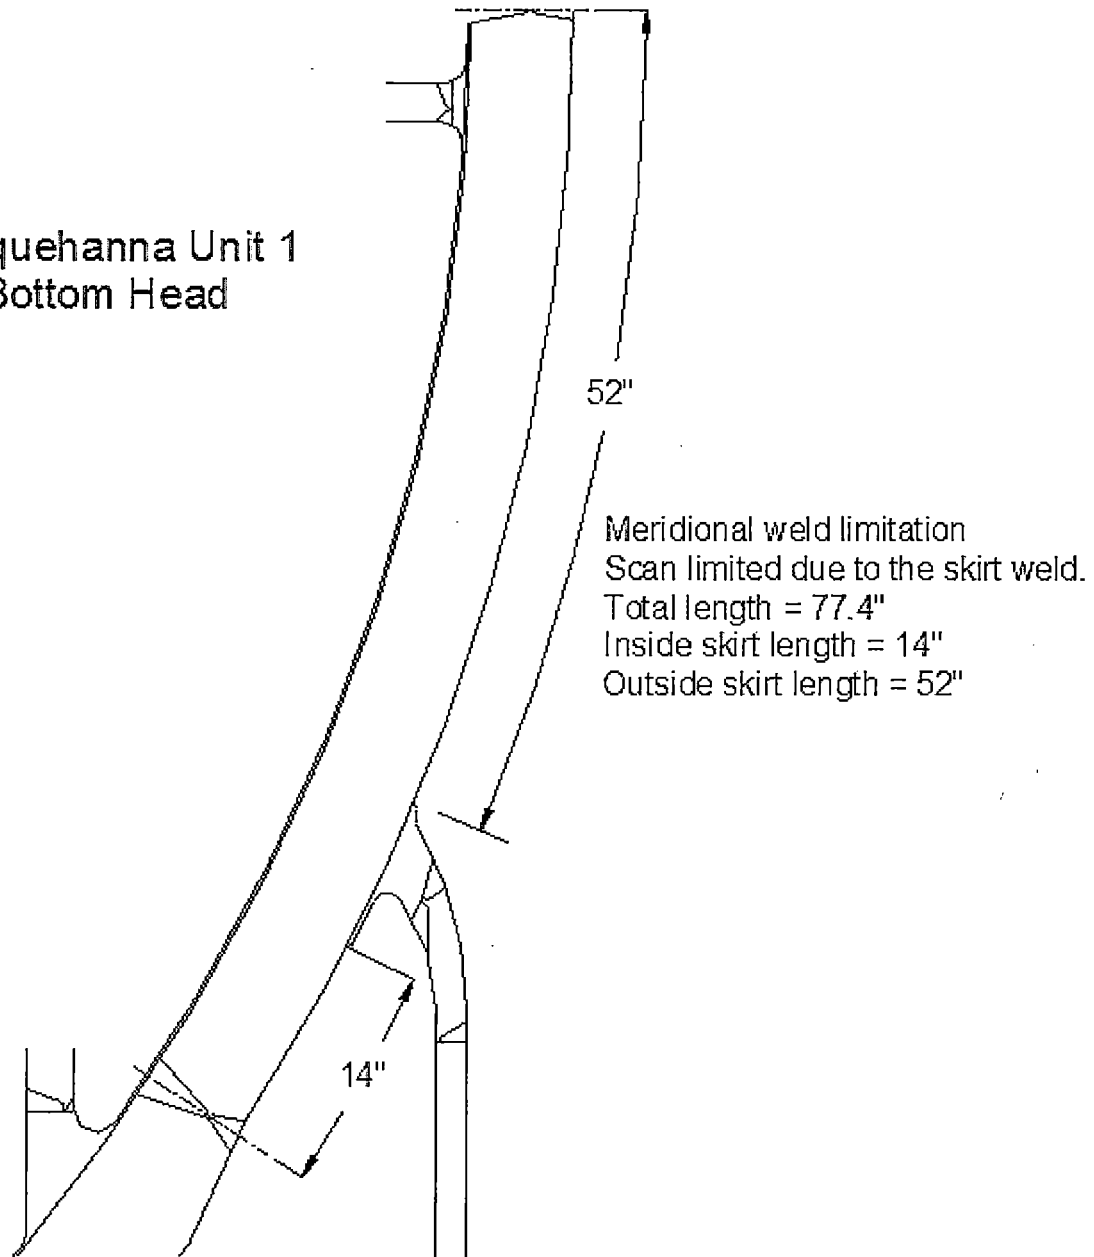 quehanna Unit 1
Bottom Head
52"
Meridional weld limitation
Scan limited due to the skirt weld.
Total length = 77.4"
Inside skirt length = 14"
Outside skirt length = 52"
14"